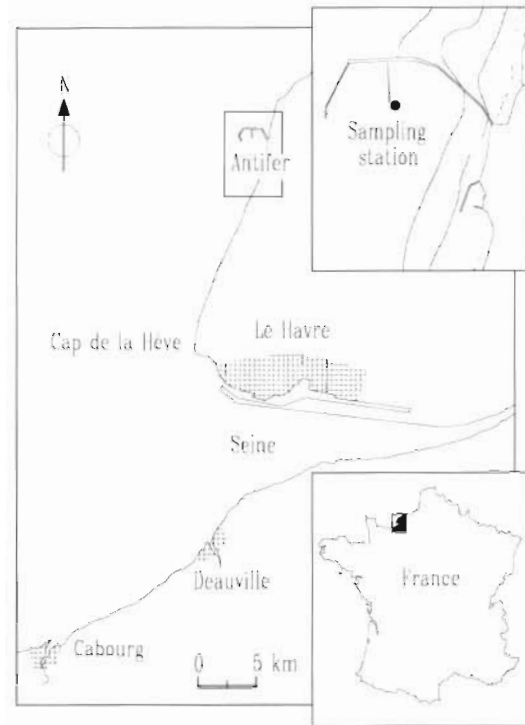 N
Antifer
Sampling
station
Cap de la Hève
Le Havre
Seine
Deauville
France
Cabourg
0 5 km